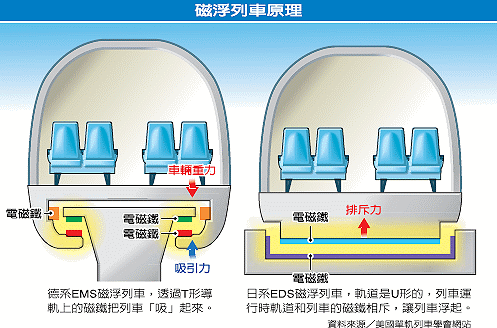 磁浮列車原理
車輛重力
電磁鐵
電磁鐵
電磁鐵
吸引力
排斥力
電磁鐵
電磁鐵
德系EMS磁浮列車，透過T形導
軌上的磁鐵把列車「吸」起來。
日系EDS磁浮列車，軌道是U形的，列車運
行時軌道和列車的磁鐵相斥，讓列車浮起。
資料來源／美國單軌列車學會網站